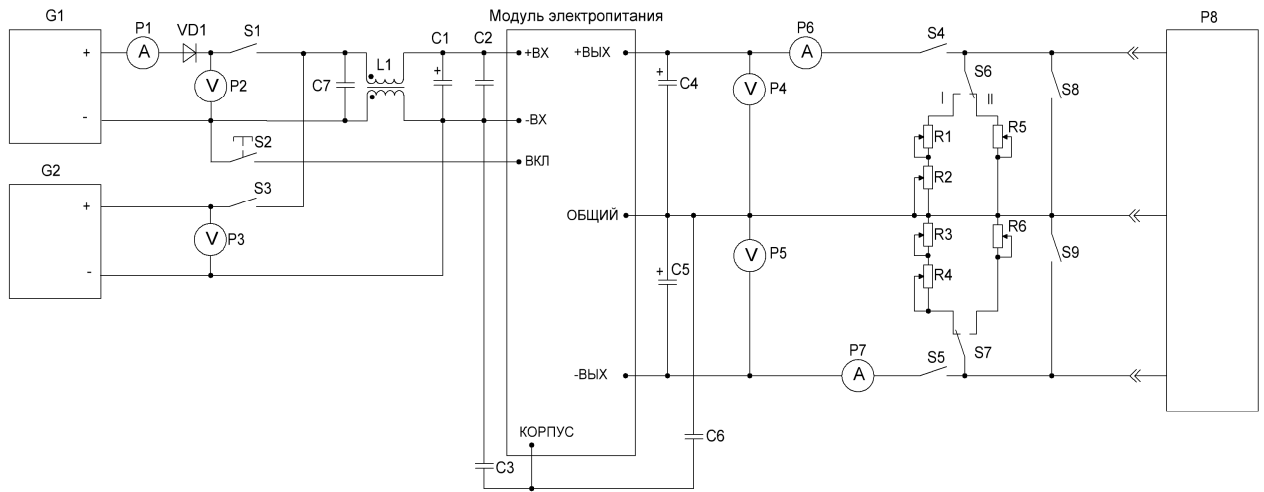 G1
P1
VD1
S1
Модуль электропитания
P6
S4
P8
+
A
L1
C1
C2
+ВХ
+ВЫХ
A
V
P2
C7
+
+
C4
V
P4
S6
S8
-
-ВХ
I
II
S2
R1
R5
ВКЛ
G2
S3
R2
+
ОБЩИЙ
V
P3
R3
R6
V
P5
S9
-
+
C5
R4
P7
S5
S7
-ВЫХ
A
КОРПУС
C6
C3